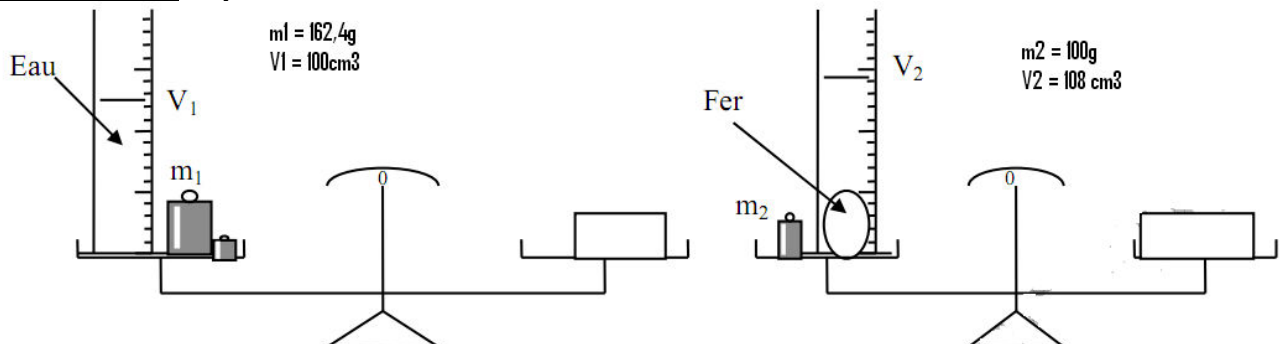 m1 = 162,4g
V1 = 100cm3
Eau
V1
m1
0
m2 = 100g
V2 = 108 cm3
V2
Fer
m2
0